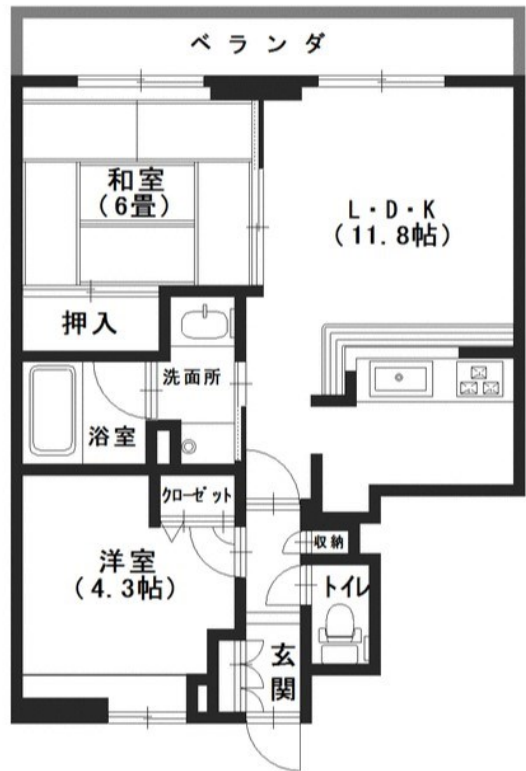 ベランダ
和室
(6畳)
L・D・K
(11.8帖)
押入
洗面所
浴室
クローゼット
洋室
(4.3帖)
収納
トイレ
玄
関